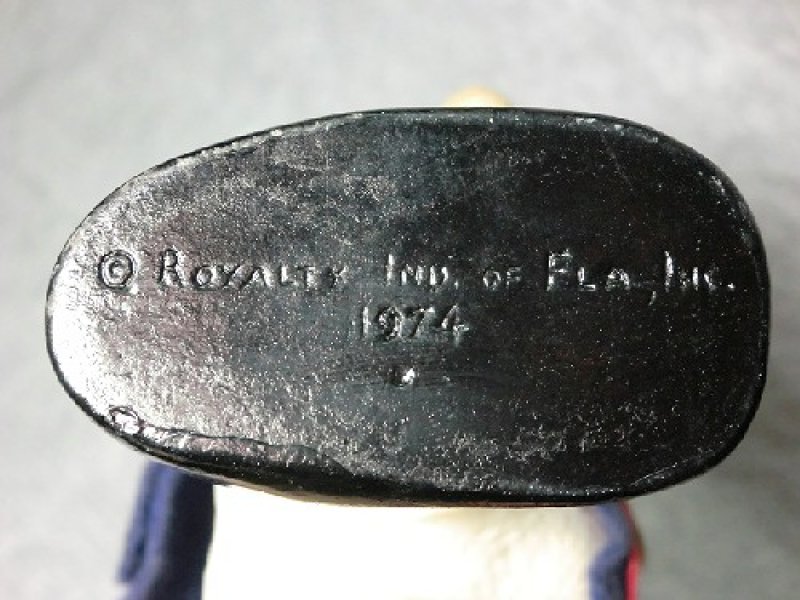 © ROYALTY IND. OF FLA., INC.
1974